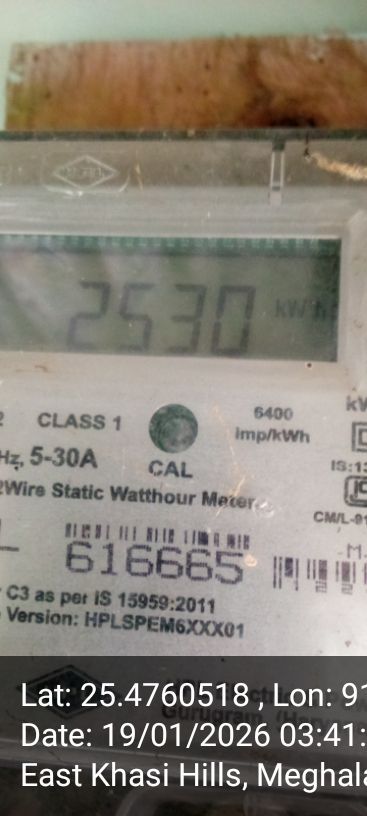 2530 kWh
CLASS 1
6400
imp/kWh
Hz, 5-30A
CAL
2Wire Static Watthour Meter
616665
C3 as per IS 15959:2011
Version: HPLSPEM6XXX01
Lat: 25.4760518 , Lon: 91
Date: 19/01/2026 03:41:
East Khasi Hills, Meghala